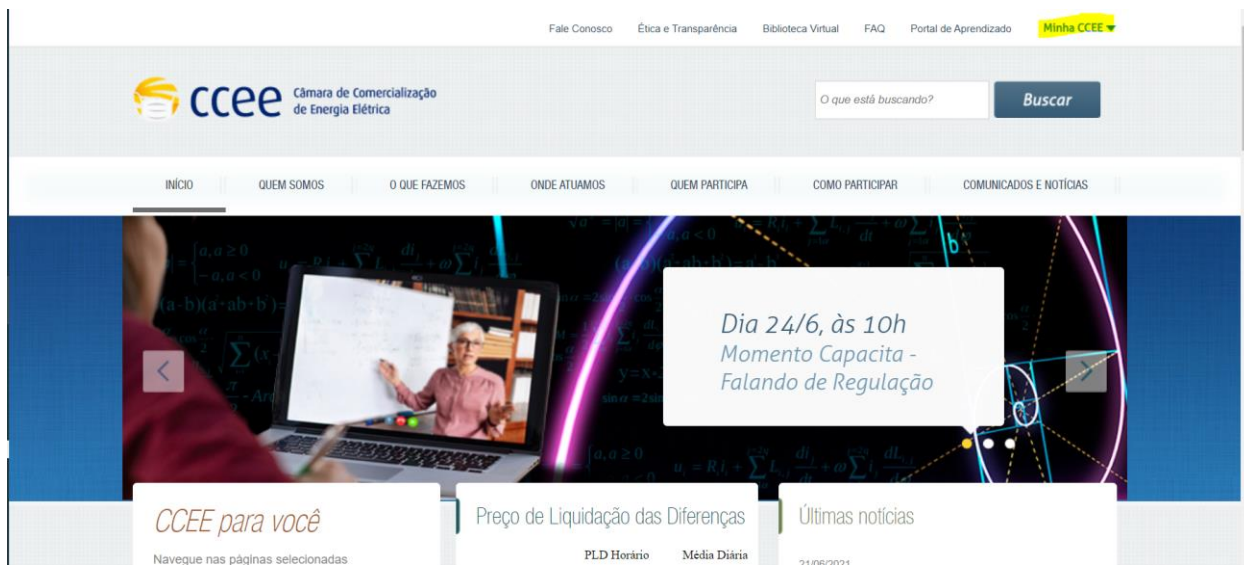 Fale Conosco Ética e Transparência Biblioteca Virtual FAQ Portal de Aprendizado Minha CCEE
ccee Câmara de Comercialização
de Energia Elétrica
O que está buscando? Buscar
INÍCIO QUEM SOMOS O QUE FAZEMOS ONDE ATUAMOS QUEM PARTICIPA COMO PARTICIPAR COMUNICADOS E NOTÍCIAS
Dia 24/6, às 10h
Momento Capacita -
Falando de Regulação
CCEE para você
Navegue nas páginas selecionadas
Preço de Liquidação das Diferenças
PLD Horário Média Diária
Últimas notícias
21/06/2021